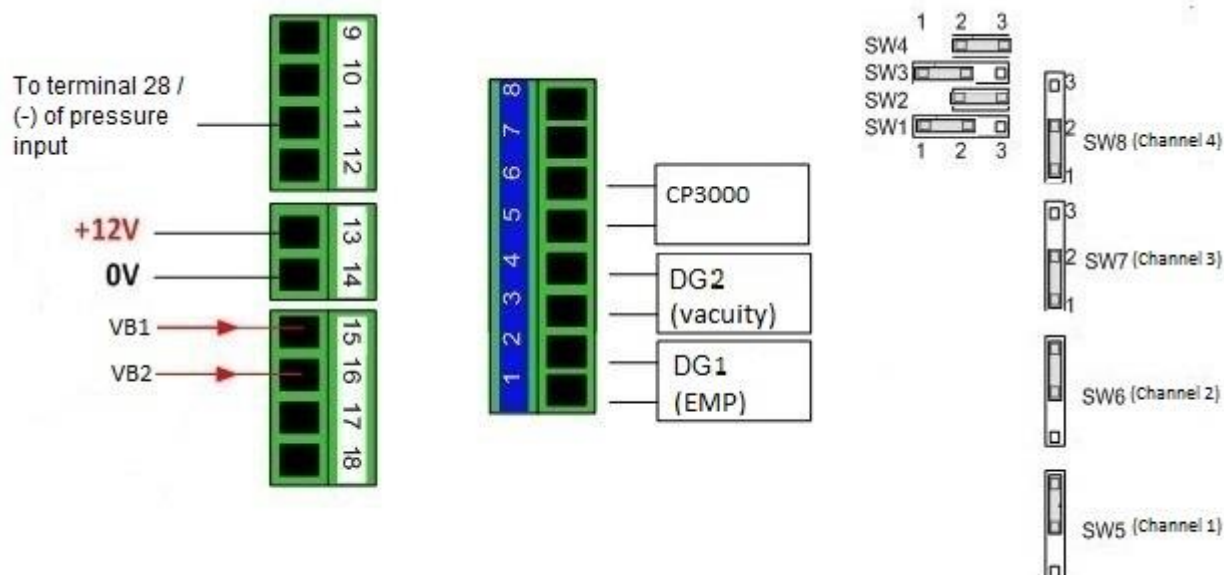 To terminal 28 /
(-) of pressure
input
+12V
0V
VB1
VB2
9
10
11
12
13
14
15
16
17
18
8
7
6
5
4
3
2
1
CP3000
DG2
(vacuity)
DG1
(EMP)
1 2 3
SW4
SW3
SW2
SW1
1 2 3
3
2
1
SW8 (Channel 4)
3
2
1
SW7 (Channel 3)
SW6 (Channel 2)
SW5 (Channel 1)